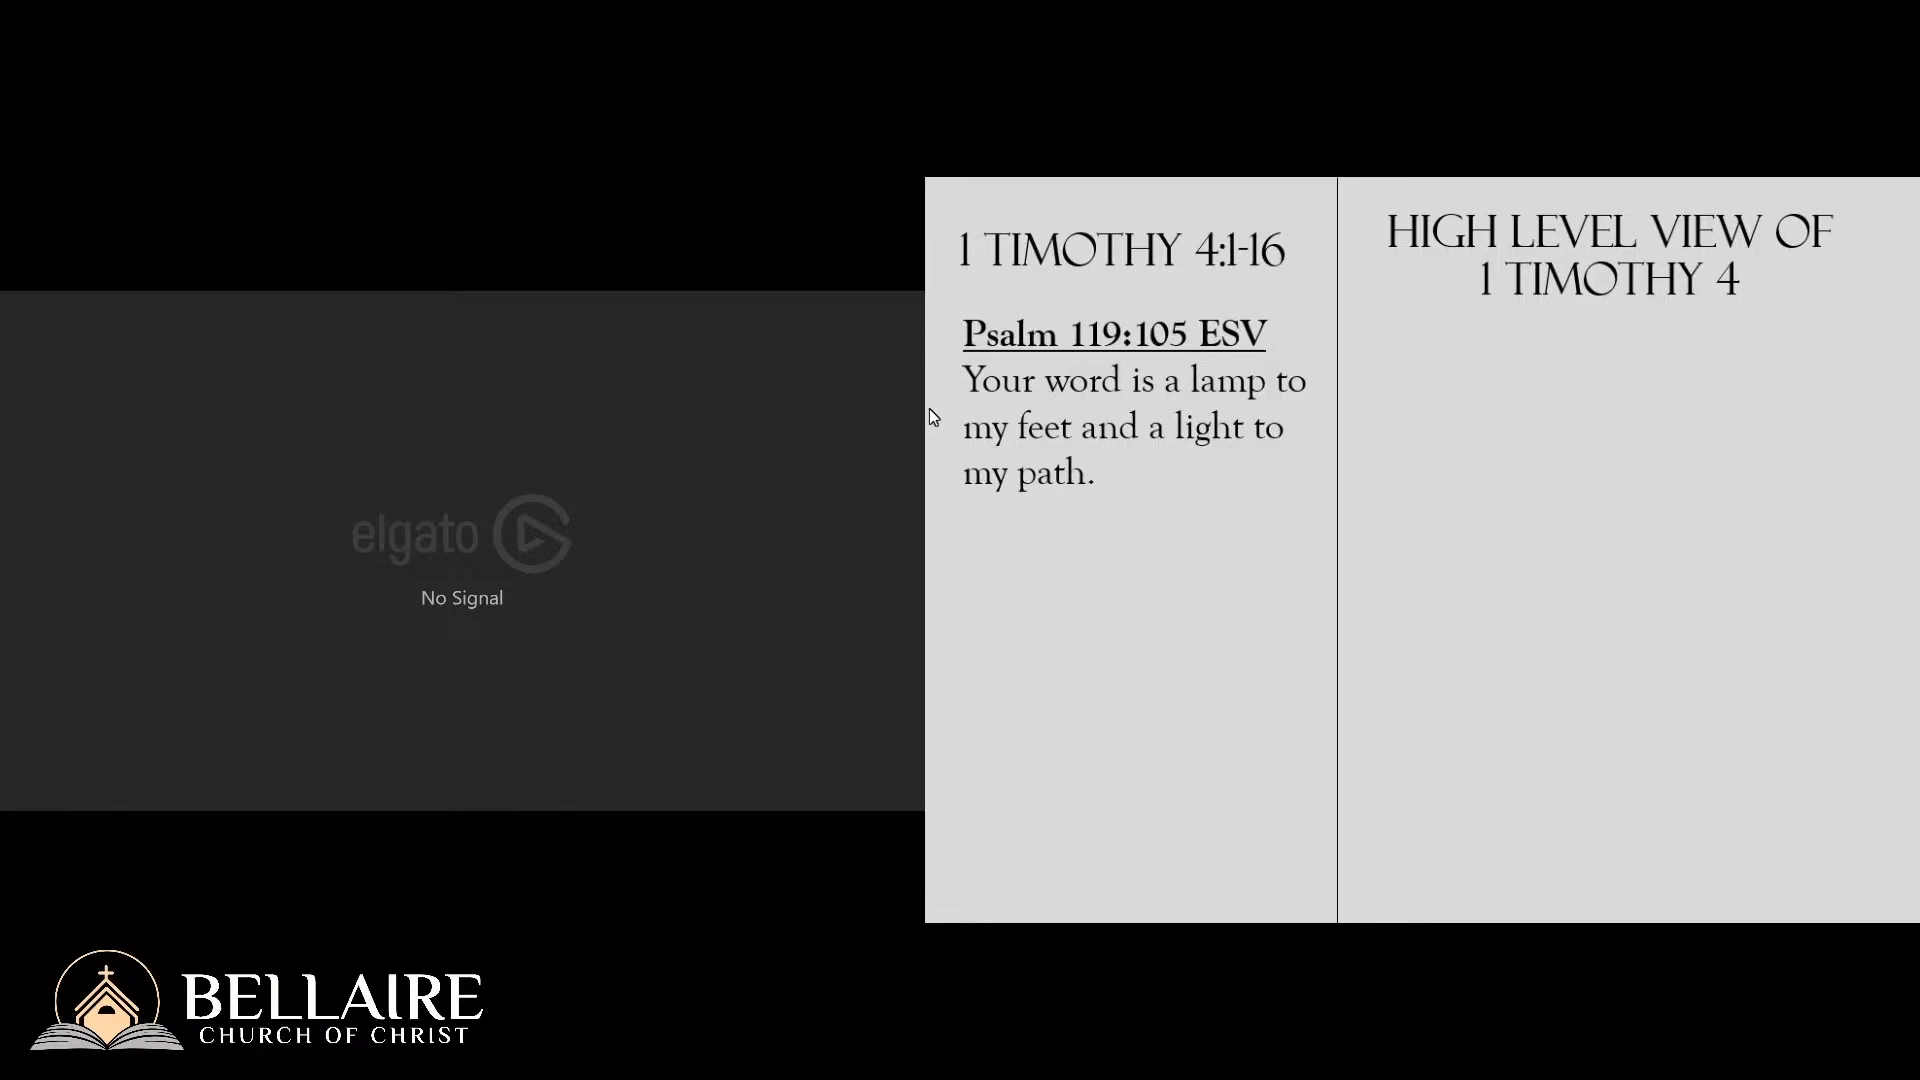 1 TIMOTHY 4:1-16
Psalm 119:105 ESV
Your word is a lamp to
my feet and a light to
my path.
HIGH LEVEL VIEW OF
1 TIMOTHY 4
elgato
No Signal
BELLAIRE
CHURCH OF CHRIST